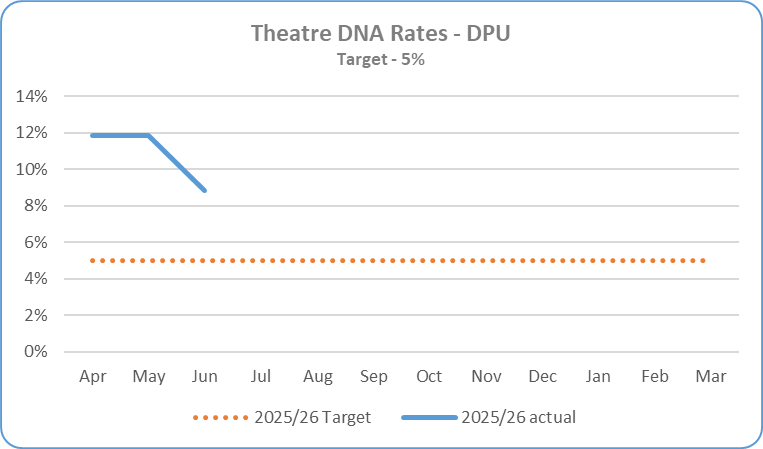 Theatre DNA Rates - DPU
Target - 5%
14%
12%
10%
8%
6%
4%
2%
0%
Apr May Jun Jul Aug Sep Oct Nov Dec Jan Feb Mar
2025/26 Target 2025/26 actual